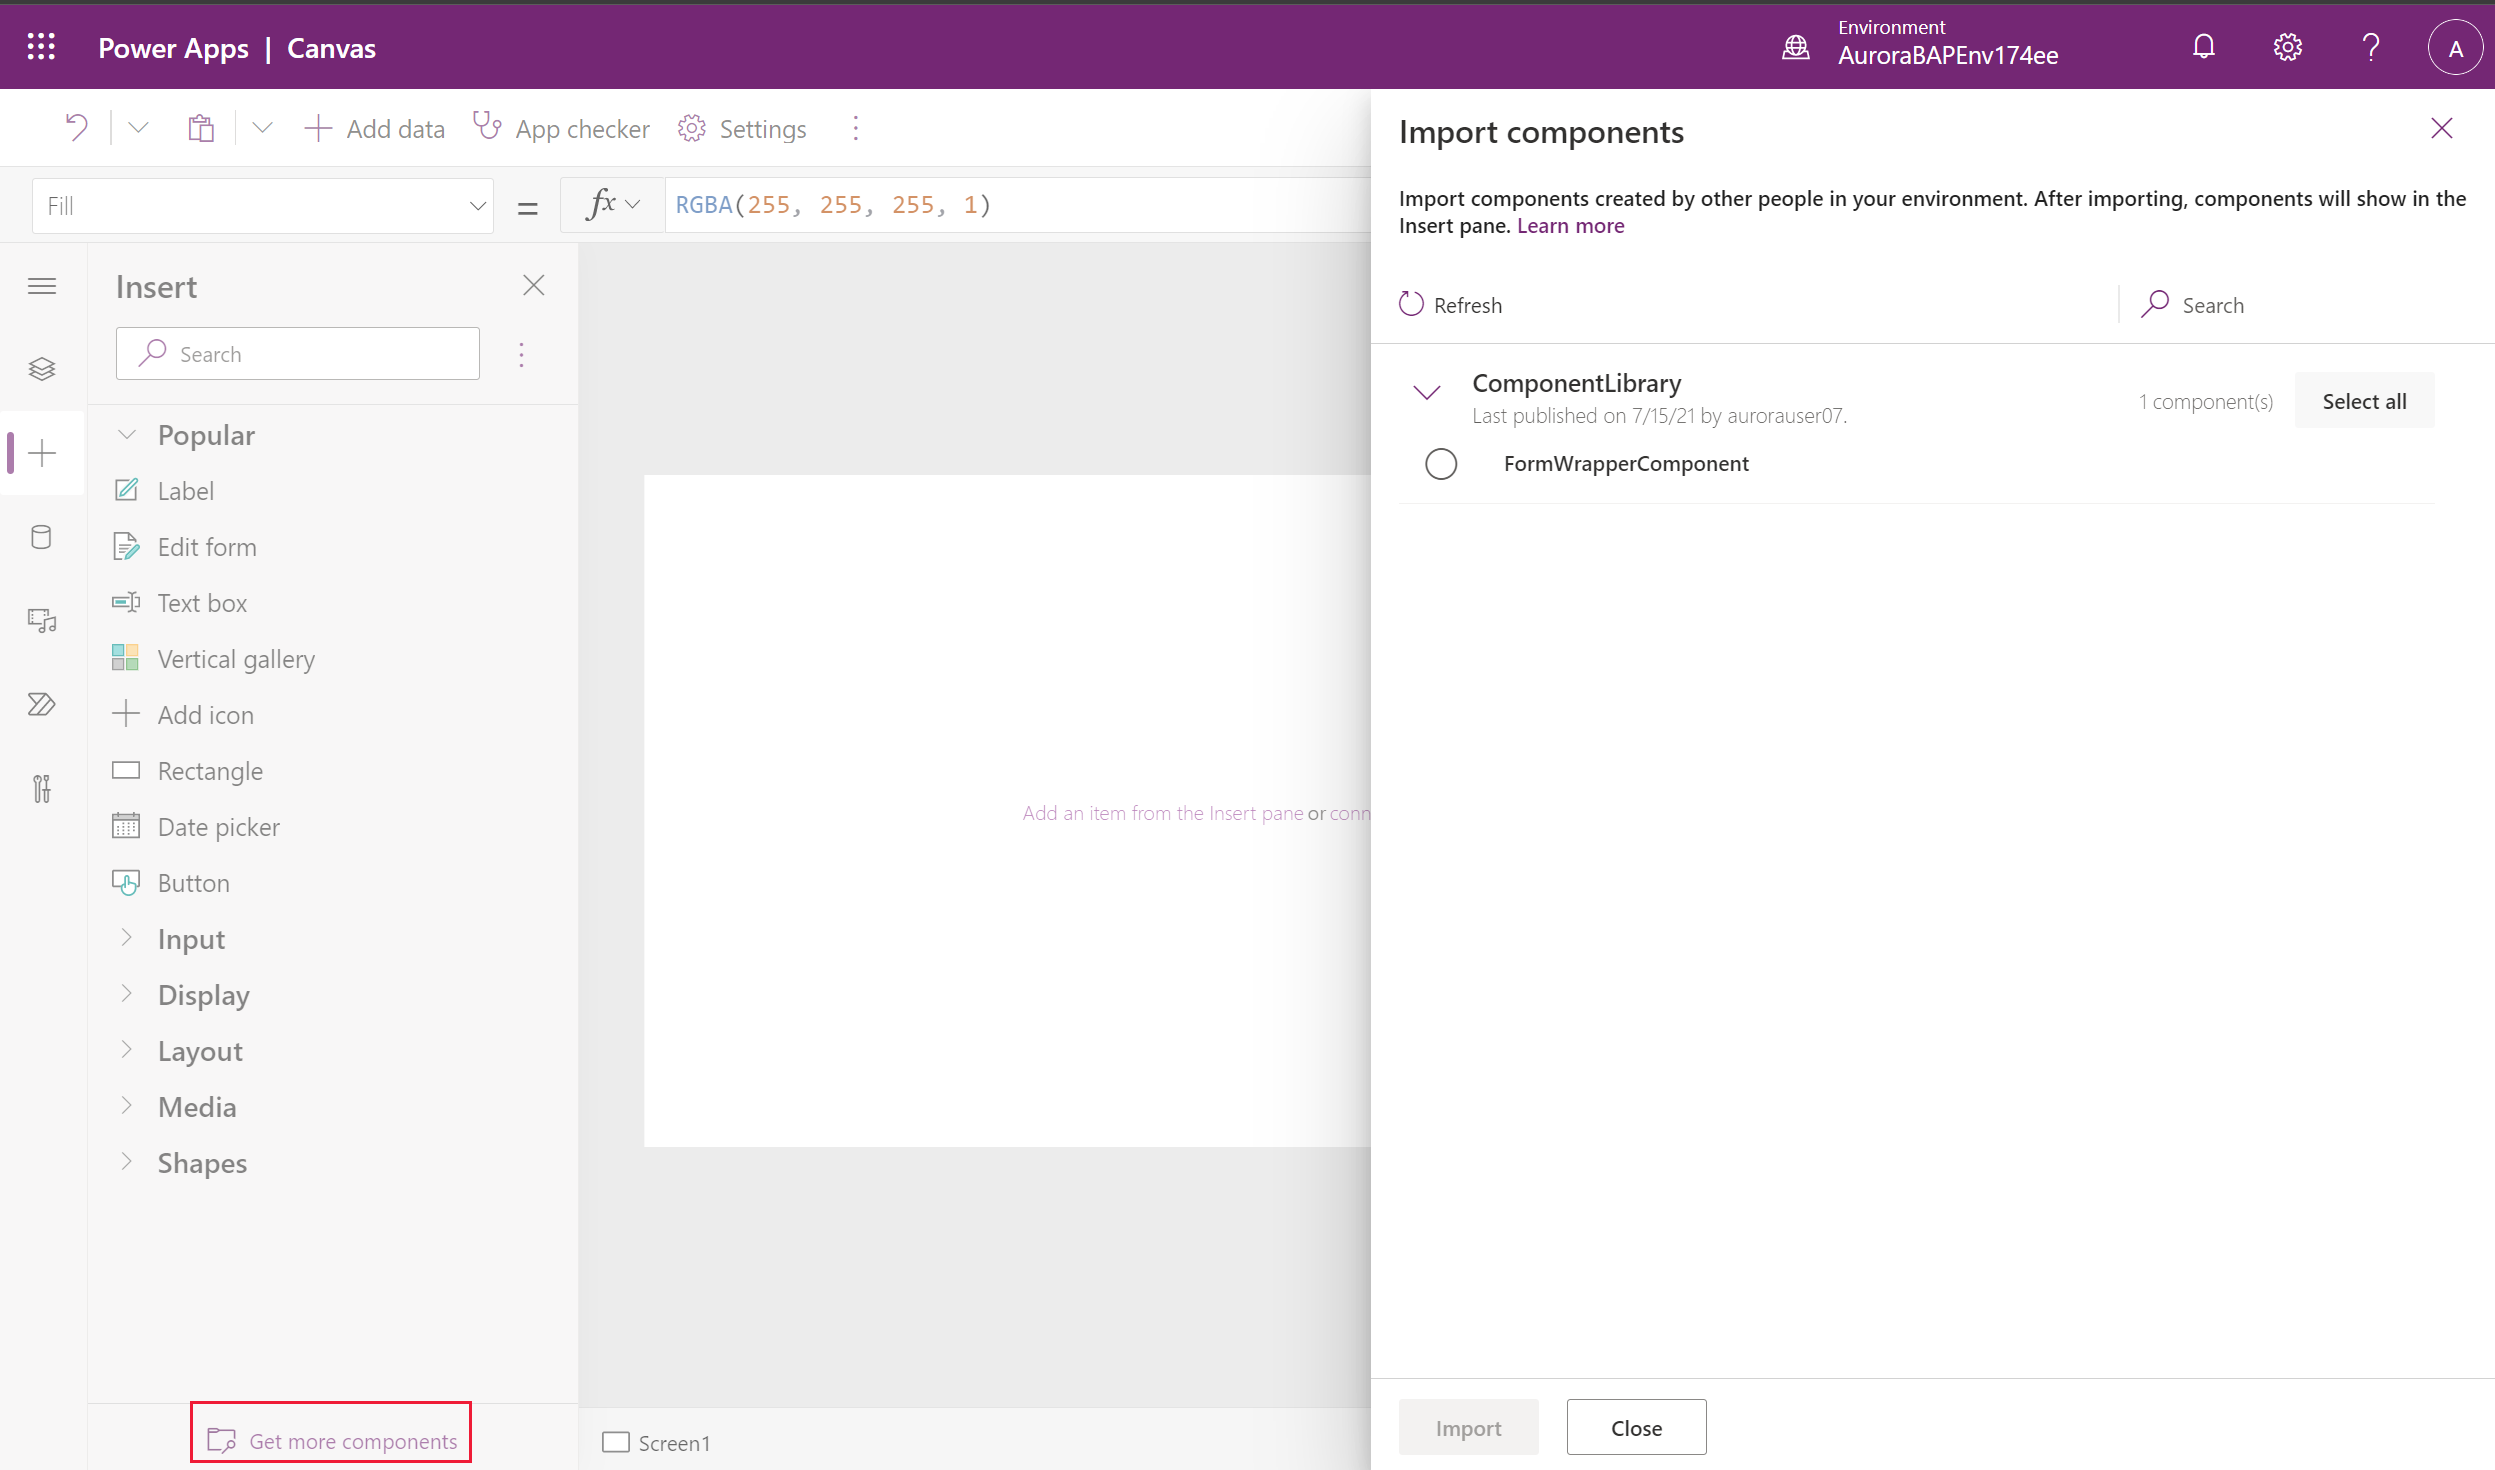 Power Apps | Canvas
Environment
AuroraBAPEnv174ee
A
Add data
App checker
Settings
Fill
=
fx
RGBA(255, 255, 255, 1)
Insert
Search
Popular
Label
Edit form
Text box
Vertical gallery
Add icon
Rectangle
Date picker
Button
Input
Display
Layout
Media
Shapes
Get more components
Add an item from the Insert pane or conn
Screen1
Import components
Import components created by other people in your environment. After importing, components will show in the
Insert pane. Learn more
Refresh
Search
ComponentLibrary
Last published on 7/15/21 by aurorauser07.
1 component(s)
Select all
FormWrapperComponent
Import
Close